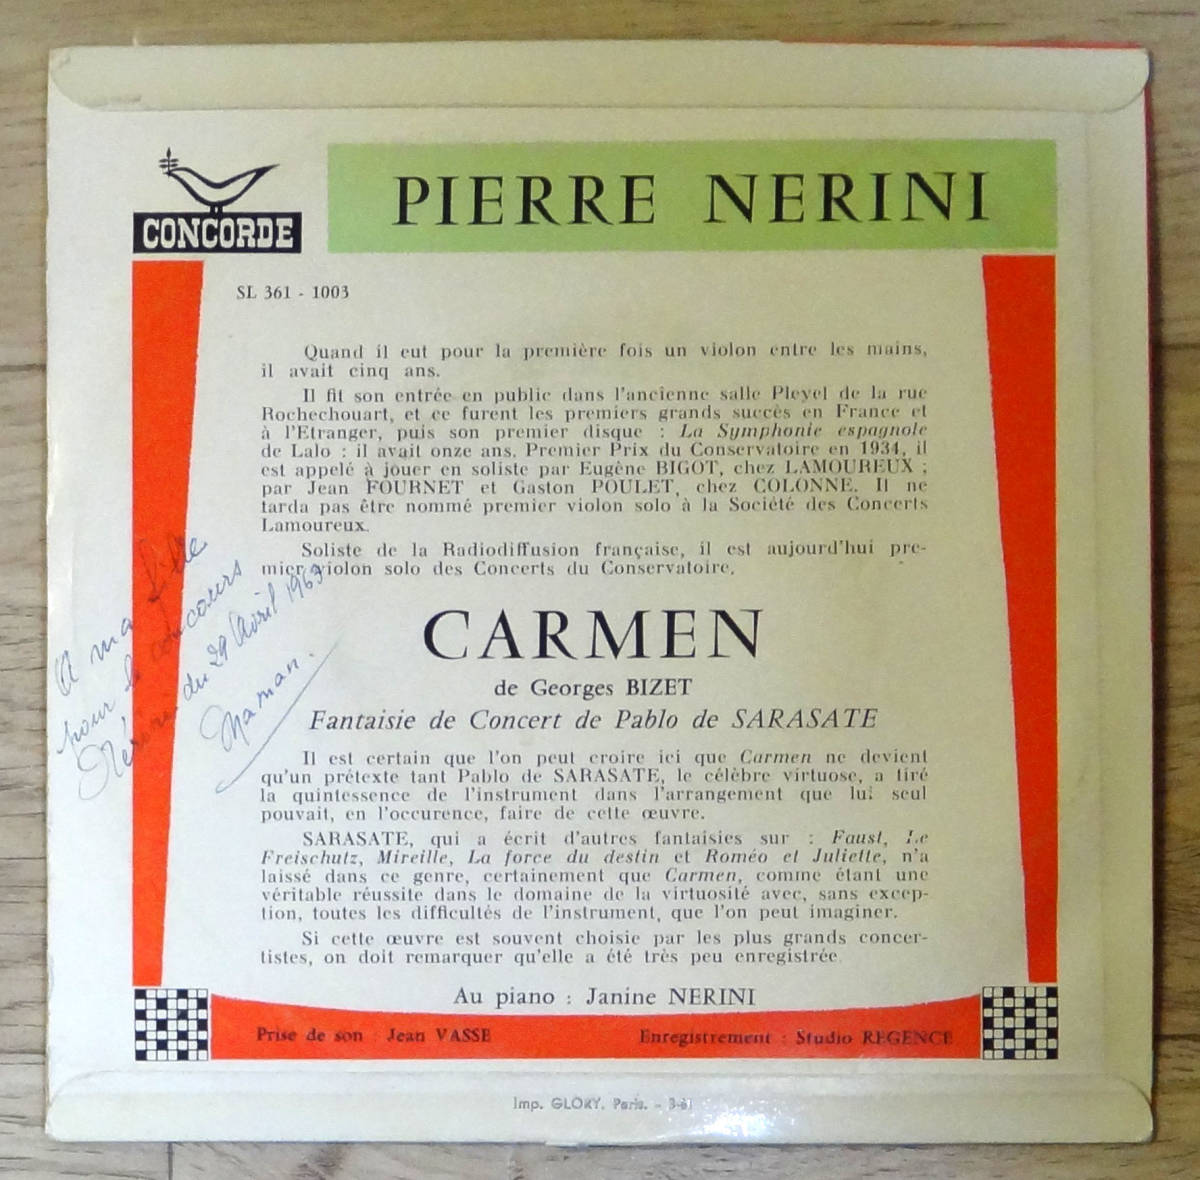 CONCORDE
PIERRE NERINI
SL 361 - 1003
Quand il eut pour la première fois un violon entre les mains,
il avait cinq ans.
Il fit son entrée en public dans l'ancienne salle Pleyel de la rue
Rochechouart, et ce furent les premiers grands succès en France et
à l'Etranger, puis son premier disque : La Symphonie espagnole
de Lalo : il avait onze ans. Premier Prix du Conservatoire en 1934, il
est appelé à jouer en soliste par Eugène BIGOT, chez LAMOUREUX ;
par Jean FOURNET et Gaston POULET, chez COLONNE. Il ne
tarda pas être nommé premier violon solo à la Société des Concerts
Lamoureux.
Soliste de la Radiodiffusion française, il est aujourd'hui pre-
mier violon solo des Concerts du Conservatoire.
A ma fille
pour le concours
Nérini du 29 Avril 1963
Maman.
CARMEN
de Georges BIZET
Fantaisie de Concert de Pablo de SARASATE
Il est certain que l'on peut croire ici que Carmen ne devient
qu'un prétexte tant Pablo de SARASATE, le célèbre virtuose, a tiré
la quintessence de l'instrument dans l'arrangement que lui seul
pouvait, en l'occurence, faire de cette œuvre.
SARASATE, qui a écrit d'autres fantaisies sur : Faust, Le
Freischutz, Mireille, La force du destin et Roméo et Juliette, n'a
laissé dans ce genre, certainement que Carmen, comme étant une
véritable réussite dans le domaine de la virtuosité avec, sans excep-
tion, toutes les difficultés de l'instrument, que l'on peut imaginer.
Si cette œuvre est souvent choisie par les plus grands concer-
tistes, on doit remarquer qu'elle a été très peu enregistrée
Au piano : Janine NERINI
Prise de son : Jean VASSE
Enregistrement : Studio REGENCE
Imp. GLORY, Paris. - 3-61